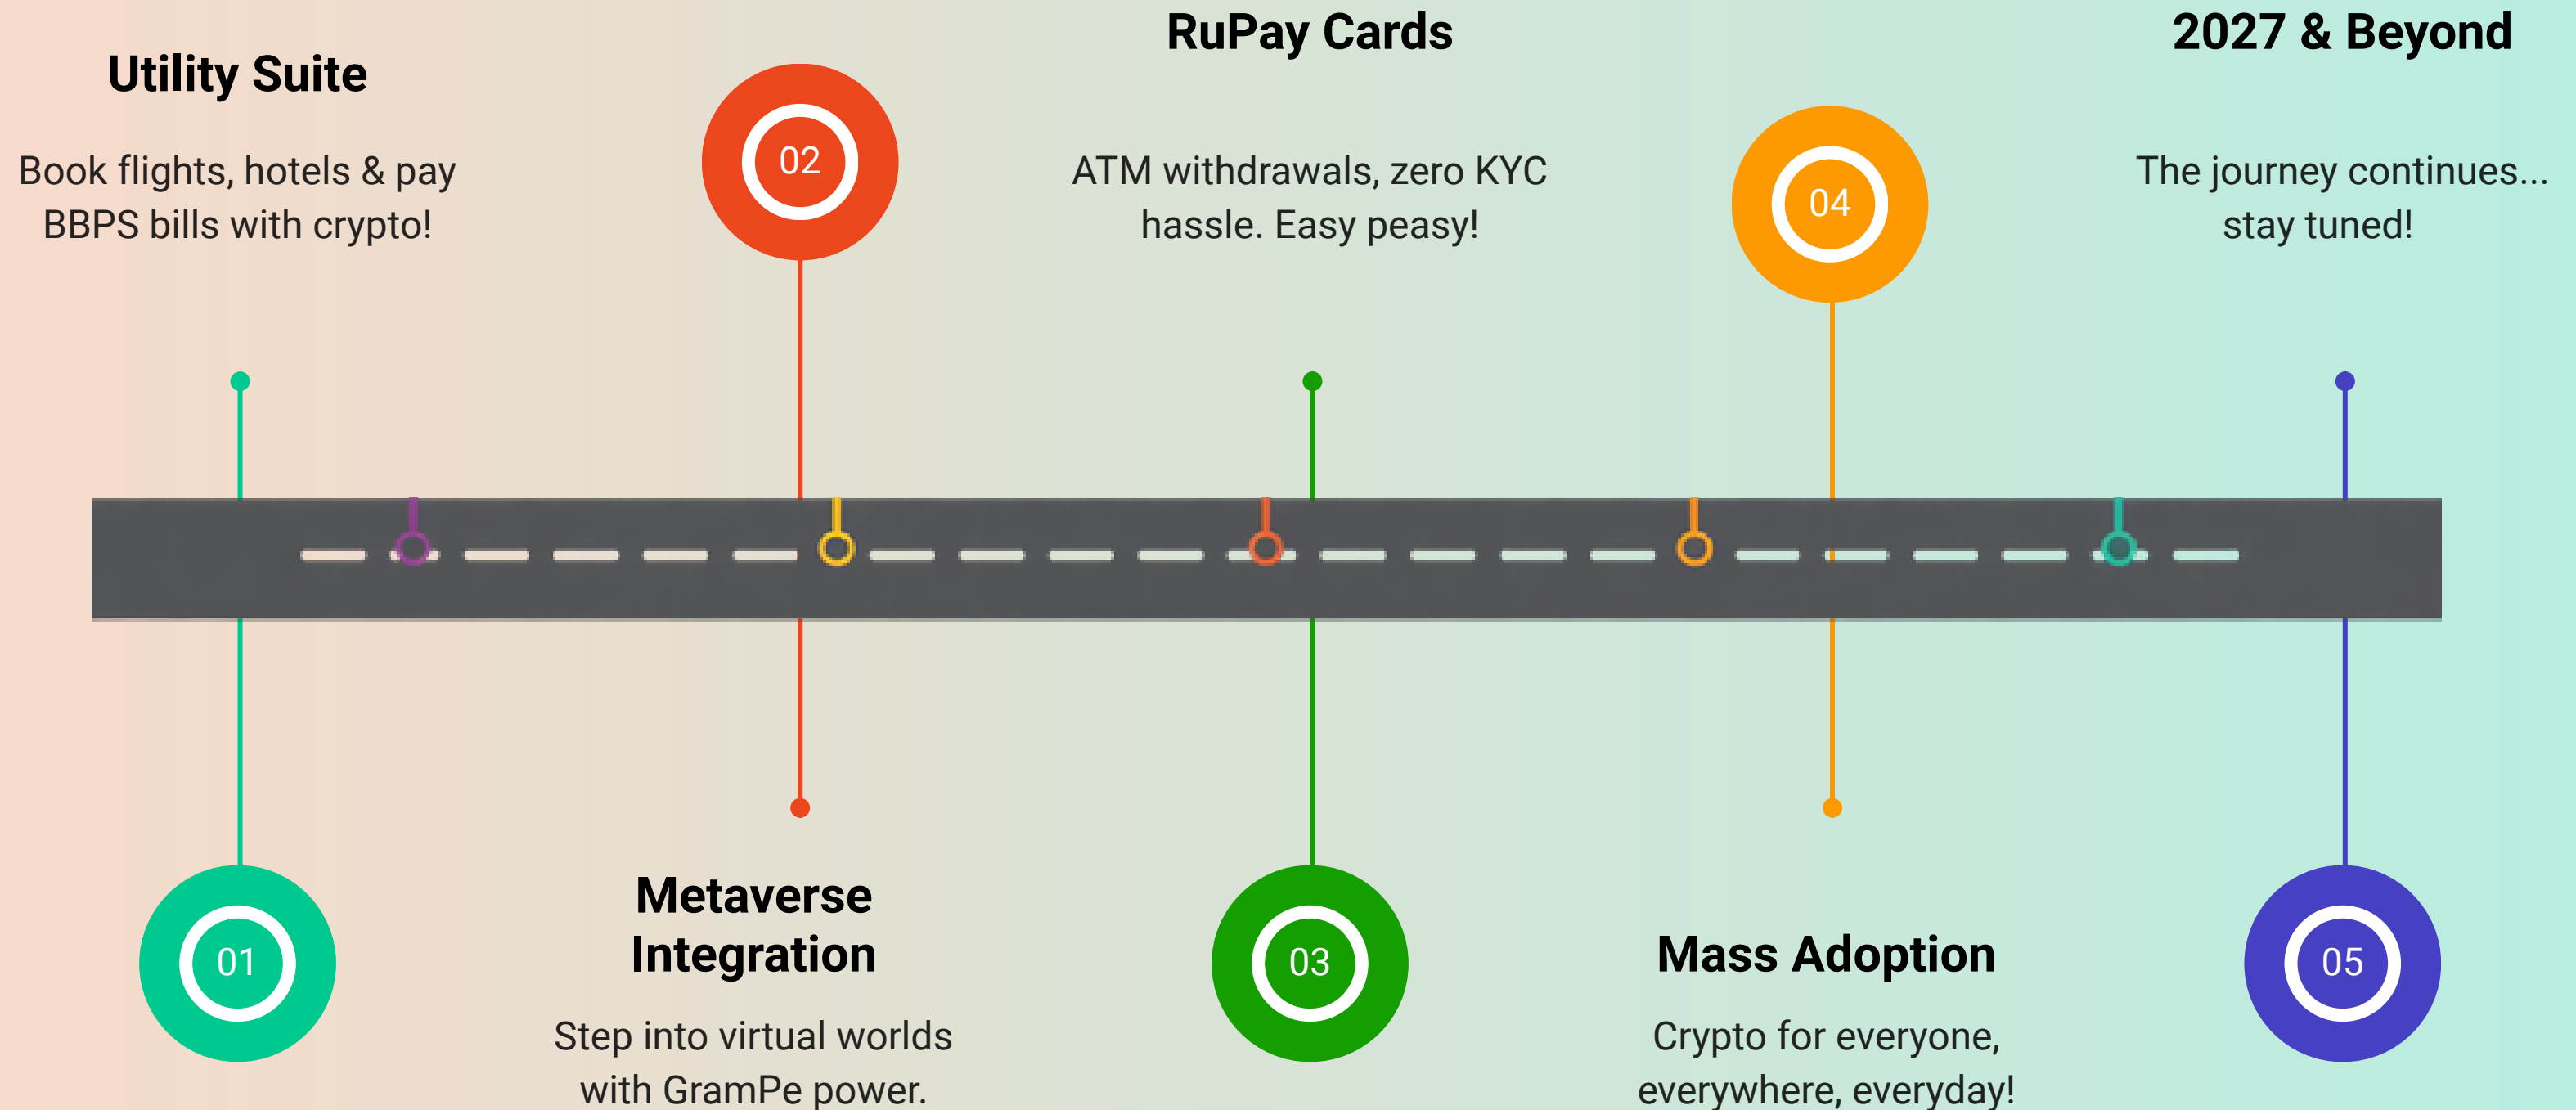 Utility Suite
Book flights, hotels & pay
BBPS bills with crypto!
01
02
Metaverse
Integration
Step into virtual worlds
with GramPe power.
RuPay Cards
ATM withdrawals, zero KYC
hassle. Easy peasy!
03
04
Mass Adoption
Crypto for everyone,
everywhere, everyday!
2027 & Beyond
The journey continues...
stay tuned!
05